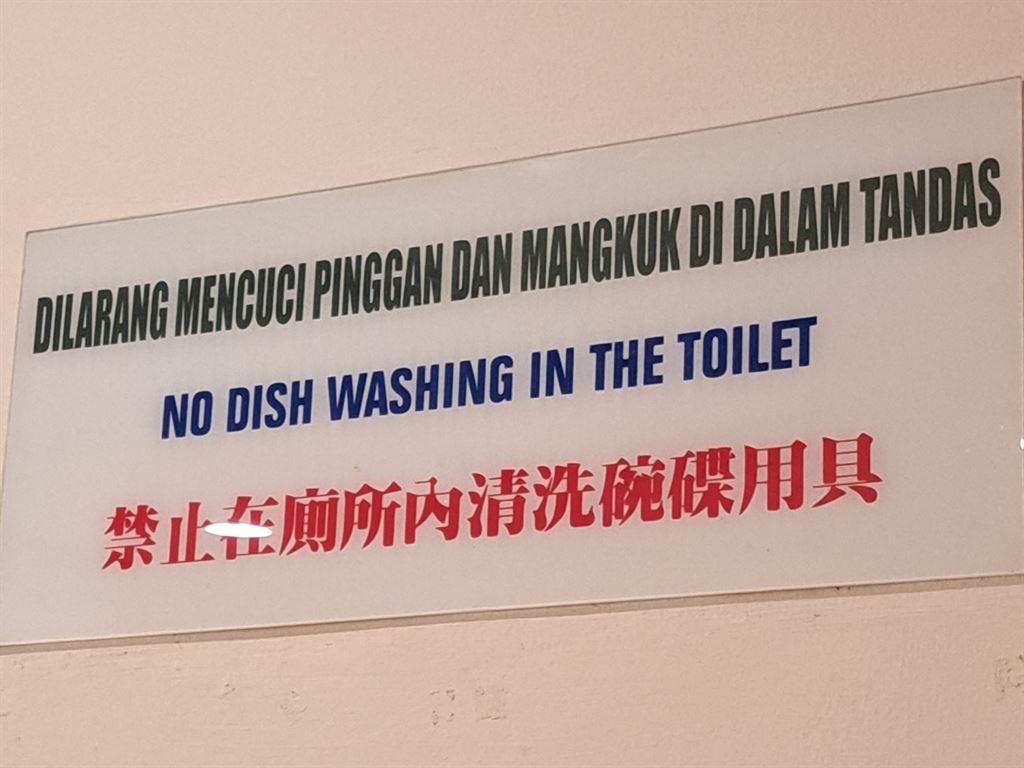 DILARANG MENCUCI PINGGAN DAN MANGKUK DI DALAM TANDAS
NO DISH WASHING IN THE TOILET
禁止在廁所內清洗碗碟用具